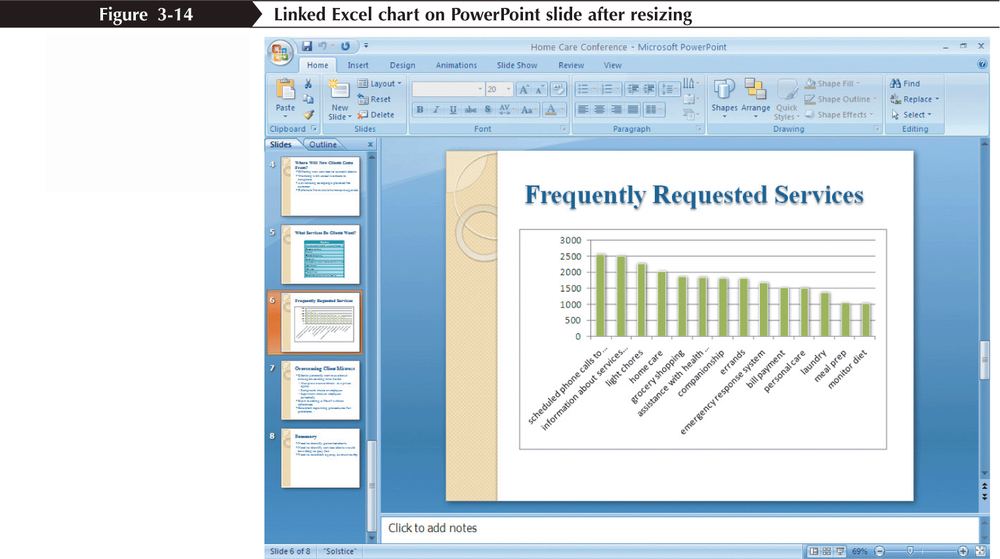 Figure 3-14
Linked Excel chart on PowerPoint slide after resizing
Home Care Conference - Microsoft PowerPoint
Home Insert Design Animations Slide Show Review View
Paste
Clipboard
New
Slide
Layout
Reset
Delete
Slides
20
B I U abc S AV Aa A
Font
Paragraph
Shapes Arrange Quick
Styles
Shape Fill
Shape Outline
Shape Effects
Drawing
Find
Replace
Select
Editing
Slides Outline x
4
Where Will New Clients Come
From?
5
What Services Do Clients Want?
6
Frequently Requested Services
7
Overcoming Client Mistrust
8
Summary
Frequently Requested Services
3000
2500
2000
1500
1000
500
0
scheduled phone calls to...
information about services...
light chores
home care
grocery shopping
assistance with health ...
companionship
errands
emergency response system
bill payment
personal care
laundry
meal prep
monitor diet
Click to add notes
Slide 6 of 8 "Solstice" 69%